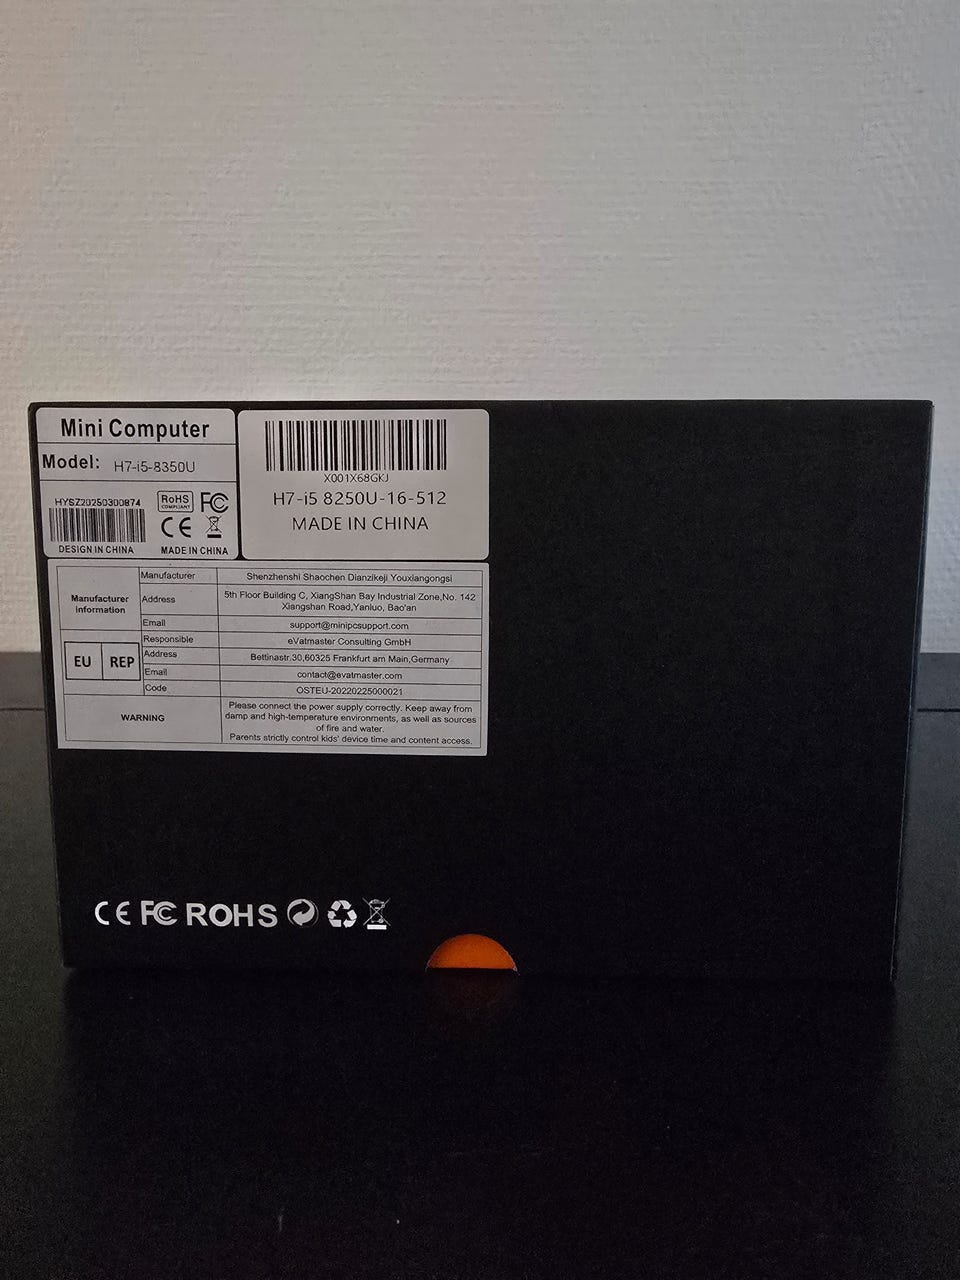 Mini Computer
Model: H7-i5-8350U
HYSZ20250300874
RoHS
COMPLIANT
FC
CE
DESIGN IN CHINA
MADE IN CHINA
X001X68GKJ
H7-i5 8250U-16-512
MADE IN CHINA
Manufacturer information
Manufacturer Shenzhenshi Shaochen Dianzikeji Youxiangongsi
Address 5th Floor Building C, XiangShan Bay Industrial Zone,No. 142
Xiangshan Road,Yanluo, Bao'an
Email support@minipcsupport.com
EU REP
Responsible eVatmaster Consulting GmbH
Address Bettinastr.30,60325 Frankfurt am Main,Germany
Email contact@evatmaster.com
Code OSTEU-20220225000021
WARNING
Please connect the power supply correctly. Keep away from
damp and high-temperature environments, as well as sources
of fire and water.
Parents strictly control kids' device time and content access.
CE FC ROHS